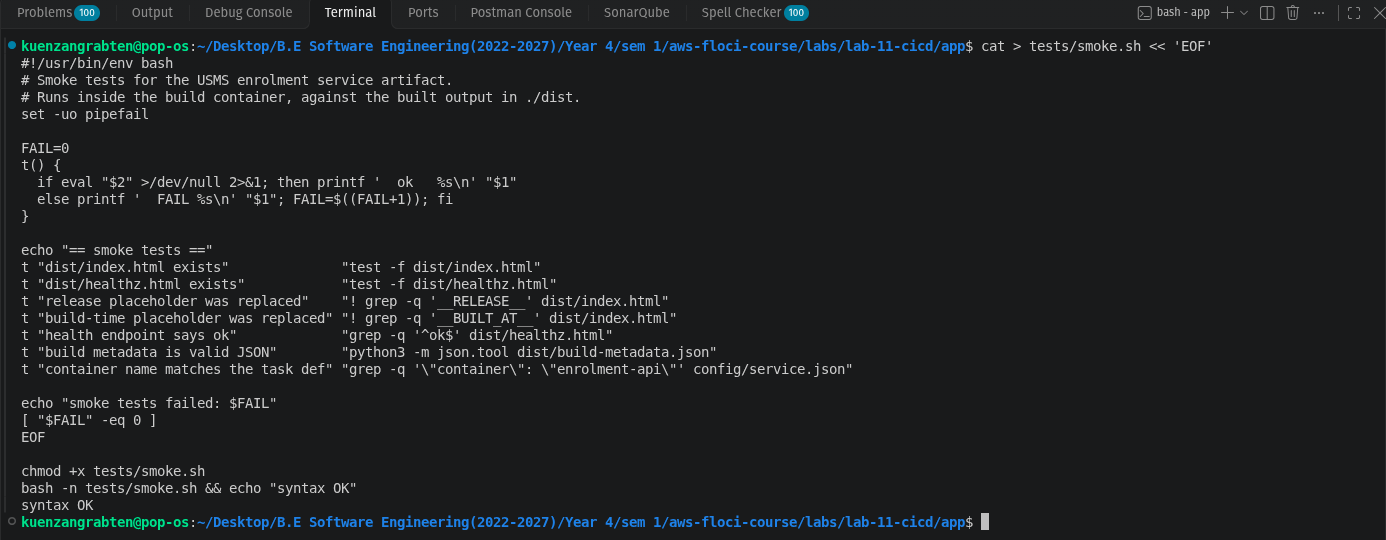 Problems 100 Output Debug Console Terminal Ports Postman Console SonarQube Spell Checker 100 bash - app
kuenzangrabten@pop-os:~/Desktop/B.E Software Engineering(2022-2027)/Year 4/sem 1/aws-floci-course/labs/lab-11-cicd/app$ cat > tests/smoke.sh << 'EOF'
#!/usr/bin/env bash
# Smoke tests for the USMS enrolment service artifact.
# Runs inside the build container, against the built output in ./dist.
set -uo pipefail

FAIL=0
t() {
  if eval "$2" >/dev/null 2>&1; then printf '  ok   %s\n' "$1"
  else printf '  FAIL %s\n' "$1"; FAIL=$((FAIL+1)); fi
}

echo "== smoke tests =="
t "dist/index.html exists"              "test -f dist/index.html"
t "dist/healthz.html exists"            "test -f dist/healthz.html"
t "release placeholder was replaced"    "! grep -q '__RELEASE__' dist/index.html"
t "build-time placeholder was replaced" "! grep -q '__BUILT_AT__' dist/index.html"
t "health endpoint says ok"             "grep -q '^ok$' dist/healthz.html"
t "build metadata is valid JSON"        "python3 -m json.tool dist/build-metadata.json"
t "container name matches the task def" "grep -q '\"container\": \"enrolment-api\"' config/service.json"

echo "smoke tests failed: $FAIL"
[ "$FAIL" -eq 0 ]
EOF

chmod +x tests/smoke.sh
bash -n tests/smoke.sh && echo "syntax OK"
syntax OK
kuenzangrabten@pop-os:~/Desktop/B.E Software Engineering(2022-2027)/Year 4/sem 1/aws-floci-course/labs/lab-11-cicd/app$